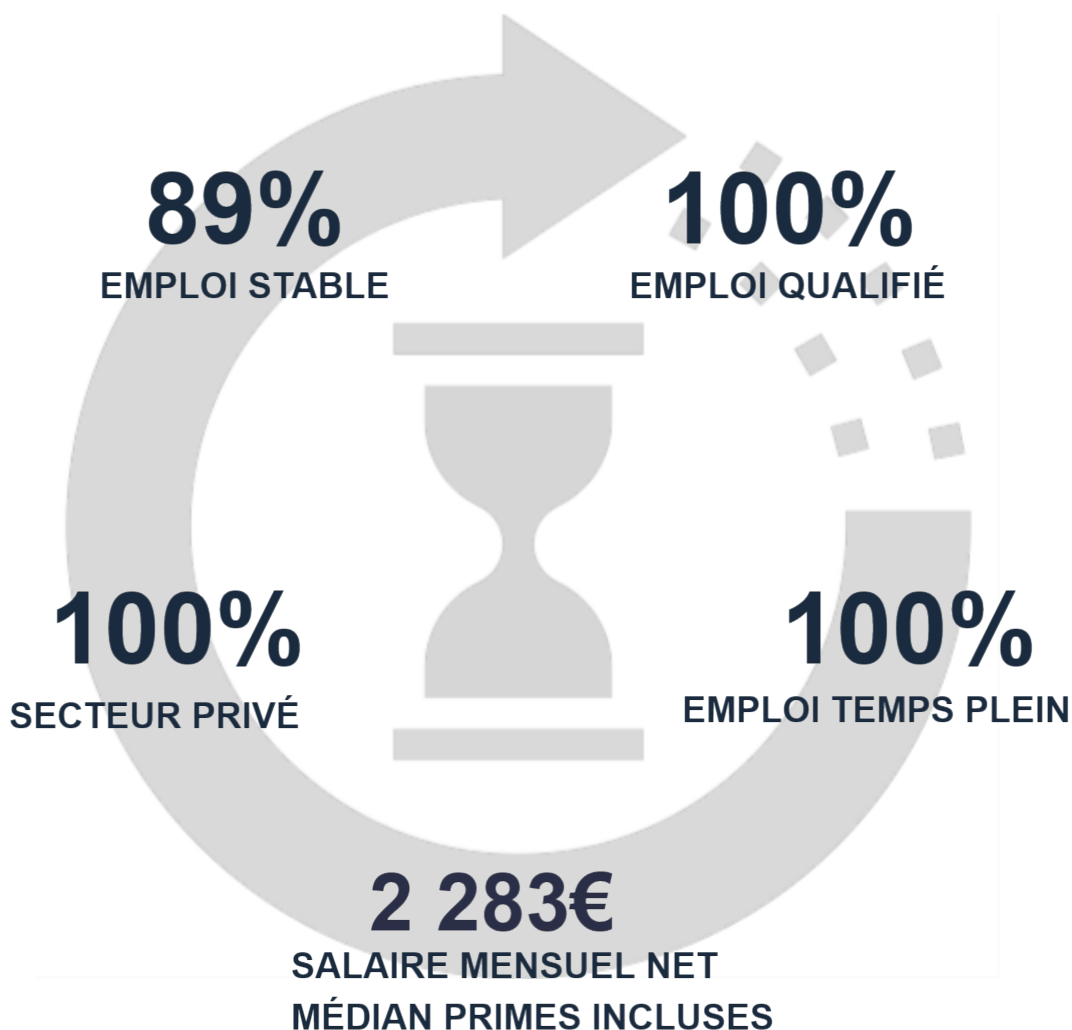 89%
EMPLOI STABLE
100%
EMPLOI QUALIFIÉ
100%
SECTEUR PRIVÉ
100%
EMPLOI TEMPS PLEIN
2 283€
SALAIRE MENSUEL NET
MÉDIAN PRIMES INCLUSES